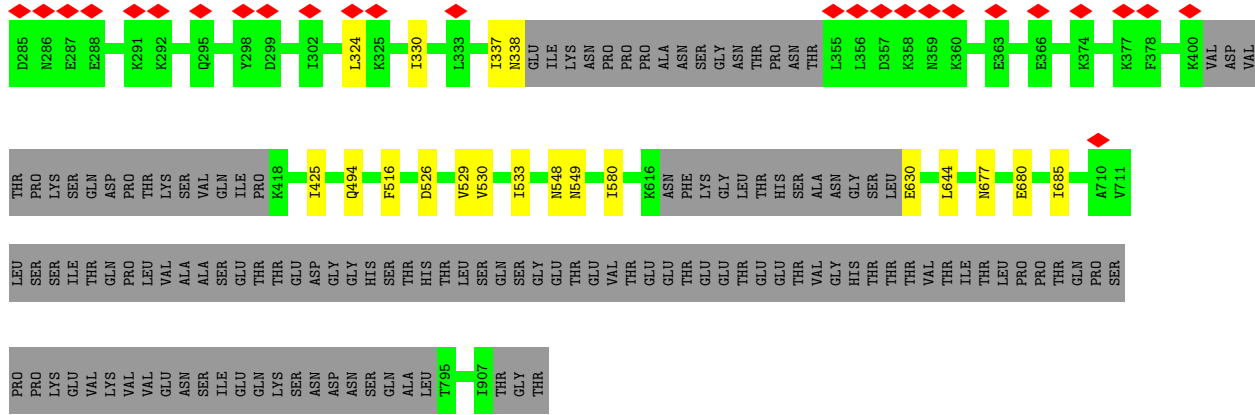 D285 N286 E287 E288 K291 K292 Q295 Y298 D299 I302 L324 K325 I330 L333 I337 N338 GLU ILE LYS ASN PRO PRO PRO ALA ASN SER GLY ASN THR PRO ASN THR L355 L356 D357 K358 N359 K360 E363 E366 K374 K377 F378 K400 VAL ASP VAL
THR PRO LYS SER GLN ASP PRO THR LYS SER VAL GLN ILE PRO K418 I425 Q494 F516 D526 V529 V530 I533 N548 N549 I580 K616 ASN PHE LYS GLY LEU THR HIS SER ALA ASN GLY SER LEU E630 L644 N677 E680 I685 A710 V711
LEU SER SER ILE THR GLN PRO LEU VAL ALA ALA SER GLU THR THR GLU ASP GLY GLY HIS SER THR HIS THR LEU SER GLN SER GLY GLU THR GLU VAL THR GLU GLU THR GLU GLU THR GLU GLU THR VAL GLY HIS THR THR THR VAL THR ILE THR LEU PRO PRO THR GLN PRO SER
PRO PRO LYS GLU VAL LYS VAL VAL GLU ASN SER ILE GLU GLN LYS SER ASN ASP ASN SER GLN ALA LEU T795 I907 THR GLY THR